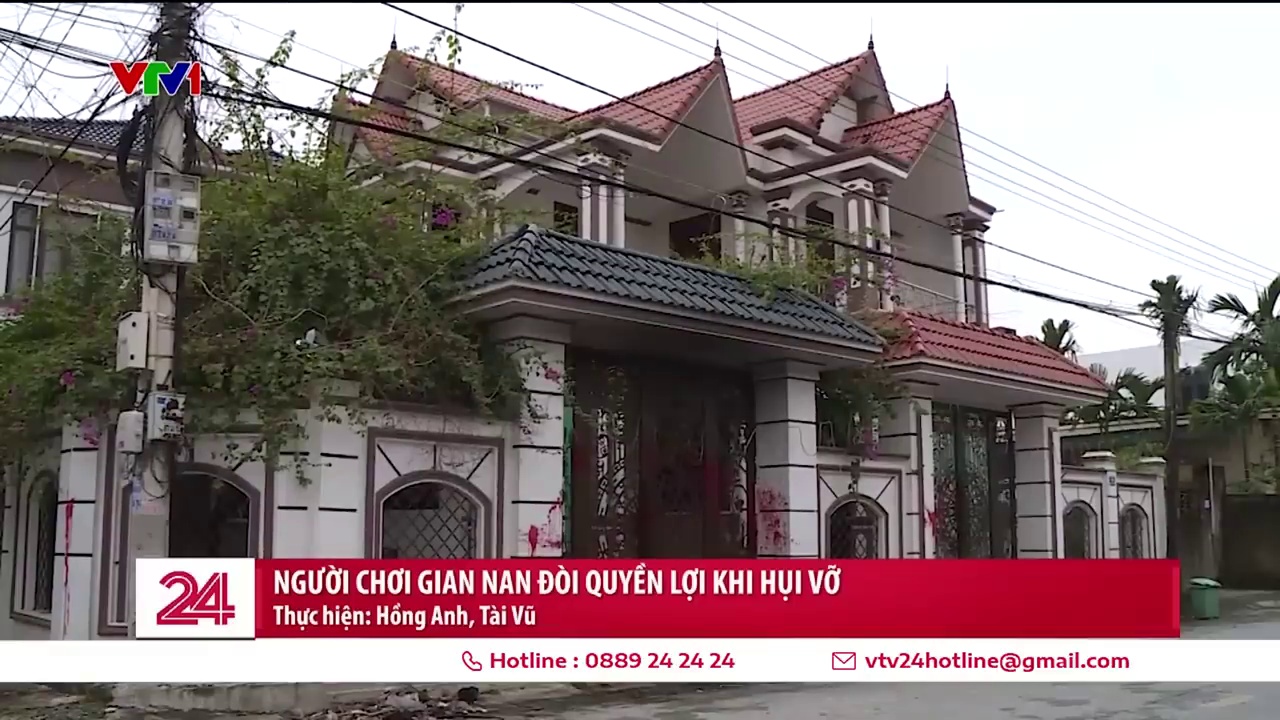 VTV1
24
NGƯỜI CHƠI GIAN NAN ĐÒI QUYỀN LỢI KHI HỤI VỠ
Thực hiện: Hồng Anh, Tài Vũ
Hotline : 0889 24 24 24
vtv24hotline@gmail.com